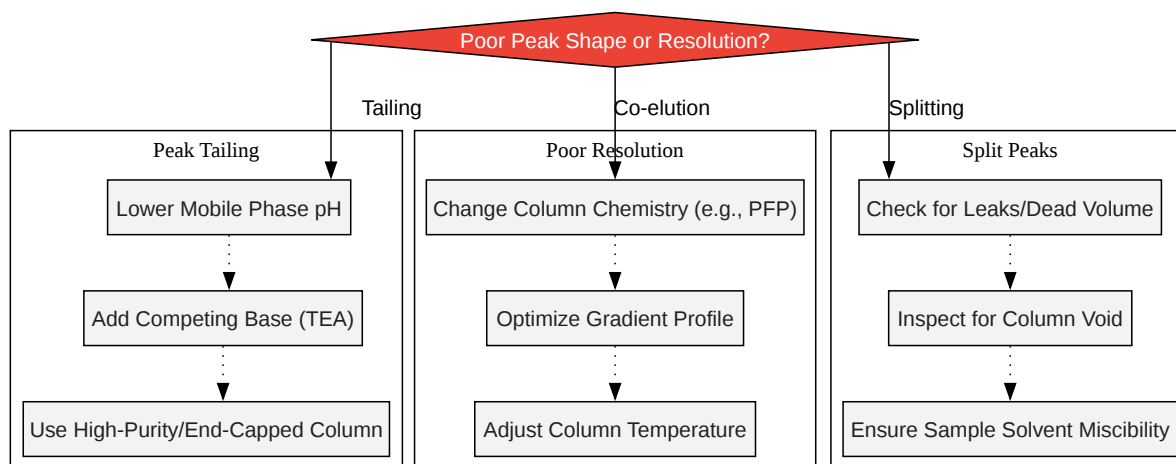 Poor Peak Shape or Resolution?
Tailing
Co-elution
Splitting
Peak Tailing
Lower Mobile Phase pH
Add Competing Base (TEA)
Use High-Purity/End-Capped Column
Poor Resolution
Change Column Chemistry (e.g., PFP)
Optimize Gradient Profile
Adjust Column Temperature
Split Peaks
Check for Leaks/Dead Volume
Inspect for Column Void
Ensure Sample Solvent Miscibility